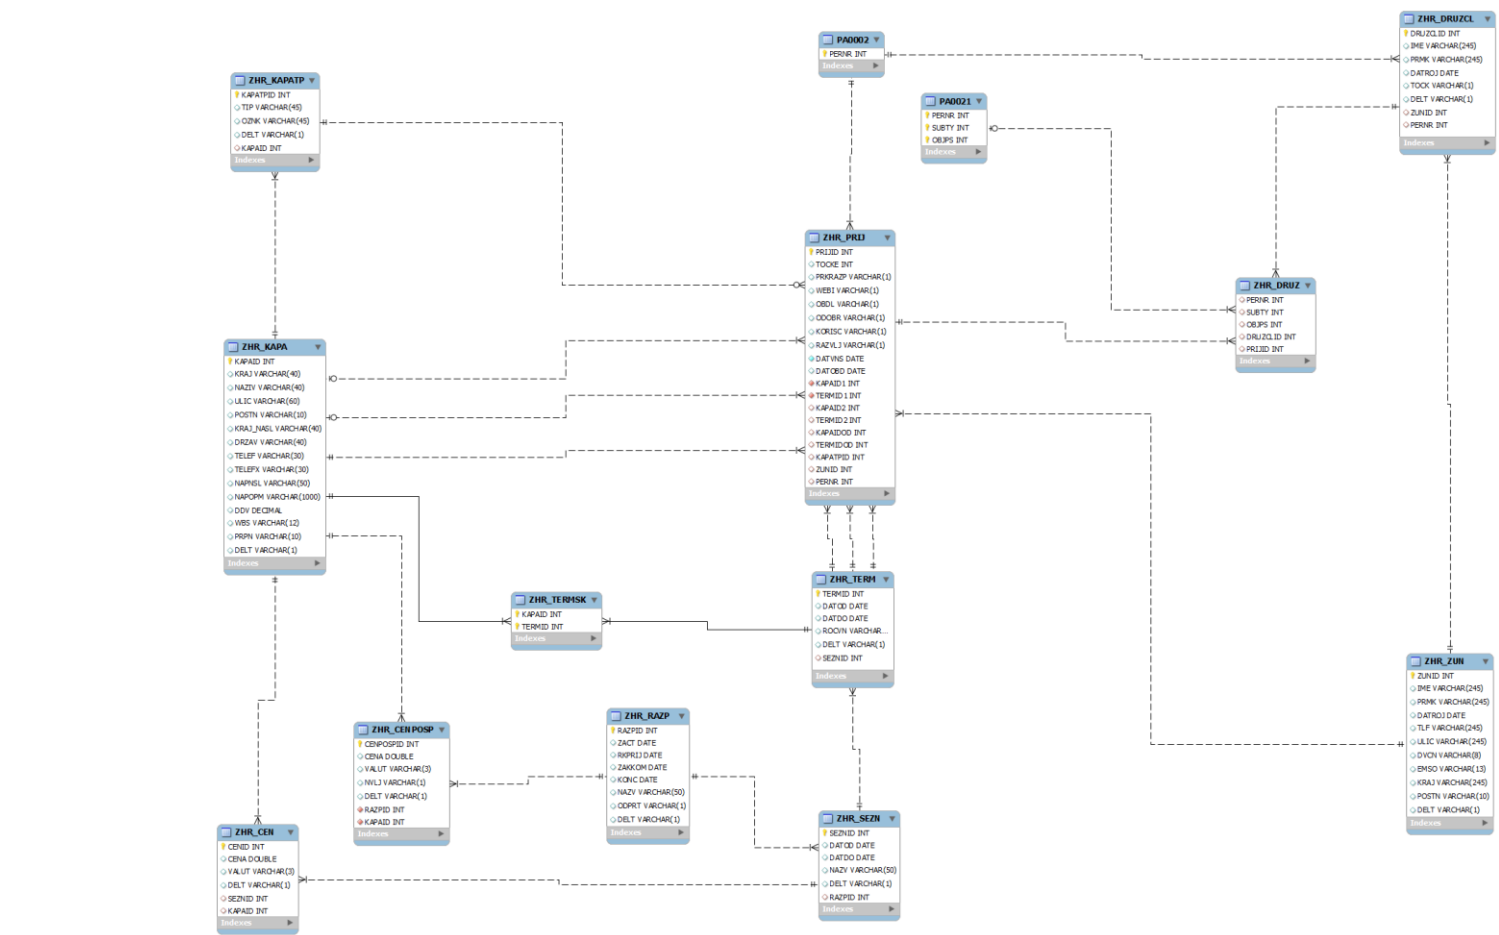 ZHR_DRUZCL
DRUZCLID INT
IME VARCHAR(245)
PRMK VARCHAR(245)
DATROJ DATE
TOCK VARCHAR(1)
DELT VARCHAR(1)
ZUNID INT
PERNR INT
Indexes
PA0002
PERNR INT
Indexes
ZHR_KAPATP
KAPATPID INT
TIP VARCHAR(45)
OZNK VARCHAR(45)
DELT VARCHAR(1)
KAPAID INT
Indexes
PA0021
PERNR INT
SUBTY INT
OBJPS INT
Indexes
ZHR_PRIJ
PRIJID INT
TOCKE INT
PRKRAZP VARCHAR(1)
WEBI VARCHAR(1)
OBDL VARCHAR(1)
ODOBR VARCHAR(1)
KORISC VARCHAR(1)
RAZVLJ VARCHAR(1)
DATVNS DATE
DATOBD DATE
KAPAID1 INT
TERMID1 INT
KAPAID2 INT
TERMID2 INT
KAPAIDOD INT
TERMIDOD INT
KAPATPID INT
ZUNID INT
PERNR INT
Indexes
ZHR_DRUZ
PERNR INT
SUBTY INT
OBJPS INT
DRUZCLID INT
PRIJID INT
Indexes
ZHR_KAPA
KAPAID INT
KRAJ VARCHAR(40)
NAZIV VARCHAR(40)
ULIC VARCHAR(60)
POSTN VARCHAR(10)
KRAJ_NASL VARCHAR(40)
DRZAV VARCHAR(40)
TELEF VARCHAR(30)
TELEFX VARCHAR(30)
NAPNSL VARCHAR(50)
NAPOPM VARCHAR(1000)
DDV DECIMAL
WBS VARCHAR(12)
PRPN VARCHAR(10)
DELT VARCHAR(1)
Indexes
ZHR_TERMSK
KAPAID INT
TERMID INT
Indexes
ZHR_TERM
TERMID INT
DATOD DATE
DATDO DATE
ROCVN VARCHAR...
DELT VARCHAR(1)
SEZNID INT
Indexes
ZHR_ZUN
ZUNID INT
IME VARCHAR(245)
PRMK VARCHAR(245)
DATROJ DATE
TLF VARCHAR(245)
ULIC VARCHAR(245)
DVCN VARCHAR(8)
EMSO VARCHAR(13)
KRAJ VARCHAR(245)
POSTN VARCHAR(10)
DELT VARCHAR(1)
Indexes
ZHR_CENPOSP
CENPOSPID INT
CENA DOUBLE
VALUT VARCHAR(3)
NVLJ VARCHAR(1)
DELT VARCHAR(1)
RAZPID INT
KAPAID INT
Indexes
ZHR_RAZP
RAZPID INT
ZACT DATE
RKPRIJ DATE
ZAKKOM DATE
KONC DATE
NAZV VARCHAR(50)
ODPRT VARCHAR(1)
DELT VARCHAR(1)
Indexes
ZHR_SEZN
SEZNID INT
DATOD DATE
DATDO DATE
NAZV VARCHAR(50)
DELT VARCHAR(1)
RAZPID INT
Indexes
ZHR_CEN
CENID INT
CENA DOUBLE
VALUT VARCHAR(3)
DELT VARCHAR(1)
SEZNID INT
KAPAID INT
Indexes